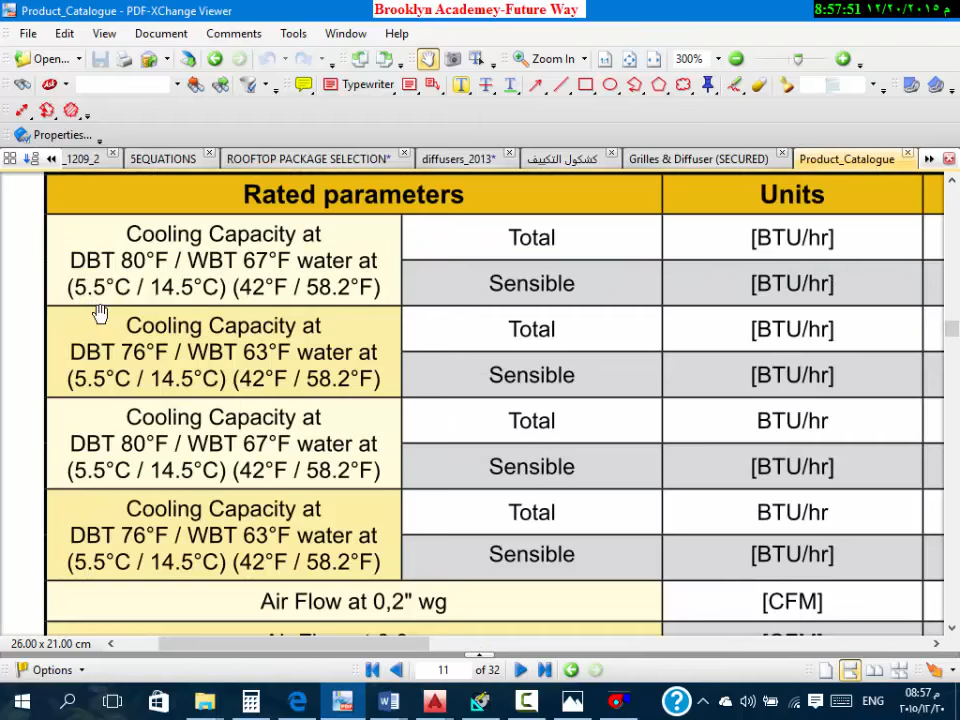 Product_Catalogue - PDF-XChange Viewer
Brooklyn Academey-Future Way
8:57:51 م ١٢/٢٠/٢٠١٥
File Edit View Document Comments Tools Window Help
Open... Zoom In 300%
Typewriter
Properties...
_1209_2 5EQUATIONS ROOFTOP PACKAGE SELECTION* diffusers_2013* كشكول التكييف Grilles & Diffuser (SECURED) Product_Catalogue
Rated parameters Units
Cooling Capacity at
DBT 80°F / WBT 67°F water at
(5.5°C / 14.5°C) (42°F / 58.2°F)
Total [BTU/hr]
Sensible [BTU/hr]
Cooling Capacity at
DBT 76°F / WBT 63°F water at
(5.5°C / 14.5°C) (42°F / 58.2°F)
Total [BTU/hr]
Sensible [BTU/hr]
Cooling Capacity at
DBT 80°F / WBT 67°F water at
(5.5°C / 14.5°C) (42°F / 58.2°F)
Total BTU/hr
Sensible [BTU/hr]
Cooling Capacity at
DBT 76°F / WBT 63°F water at
(5.5°C / 14.5°C) (42°F / 58.2°F)
Total BTU/hr
Sensible [BTU/hr]
Air Flow at 0,2" wg [CFM]
26.00 x 21.00 cm
Options 11 of 32
ENG 08:57 م
٢٠١٥/١٢/٢٠